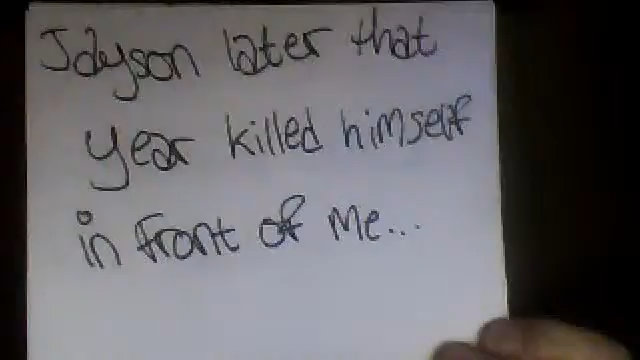 Jdyson later that
year killed himself
in front of me...